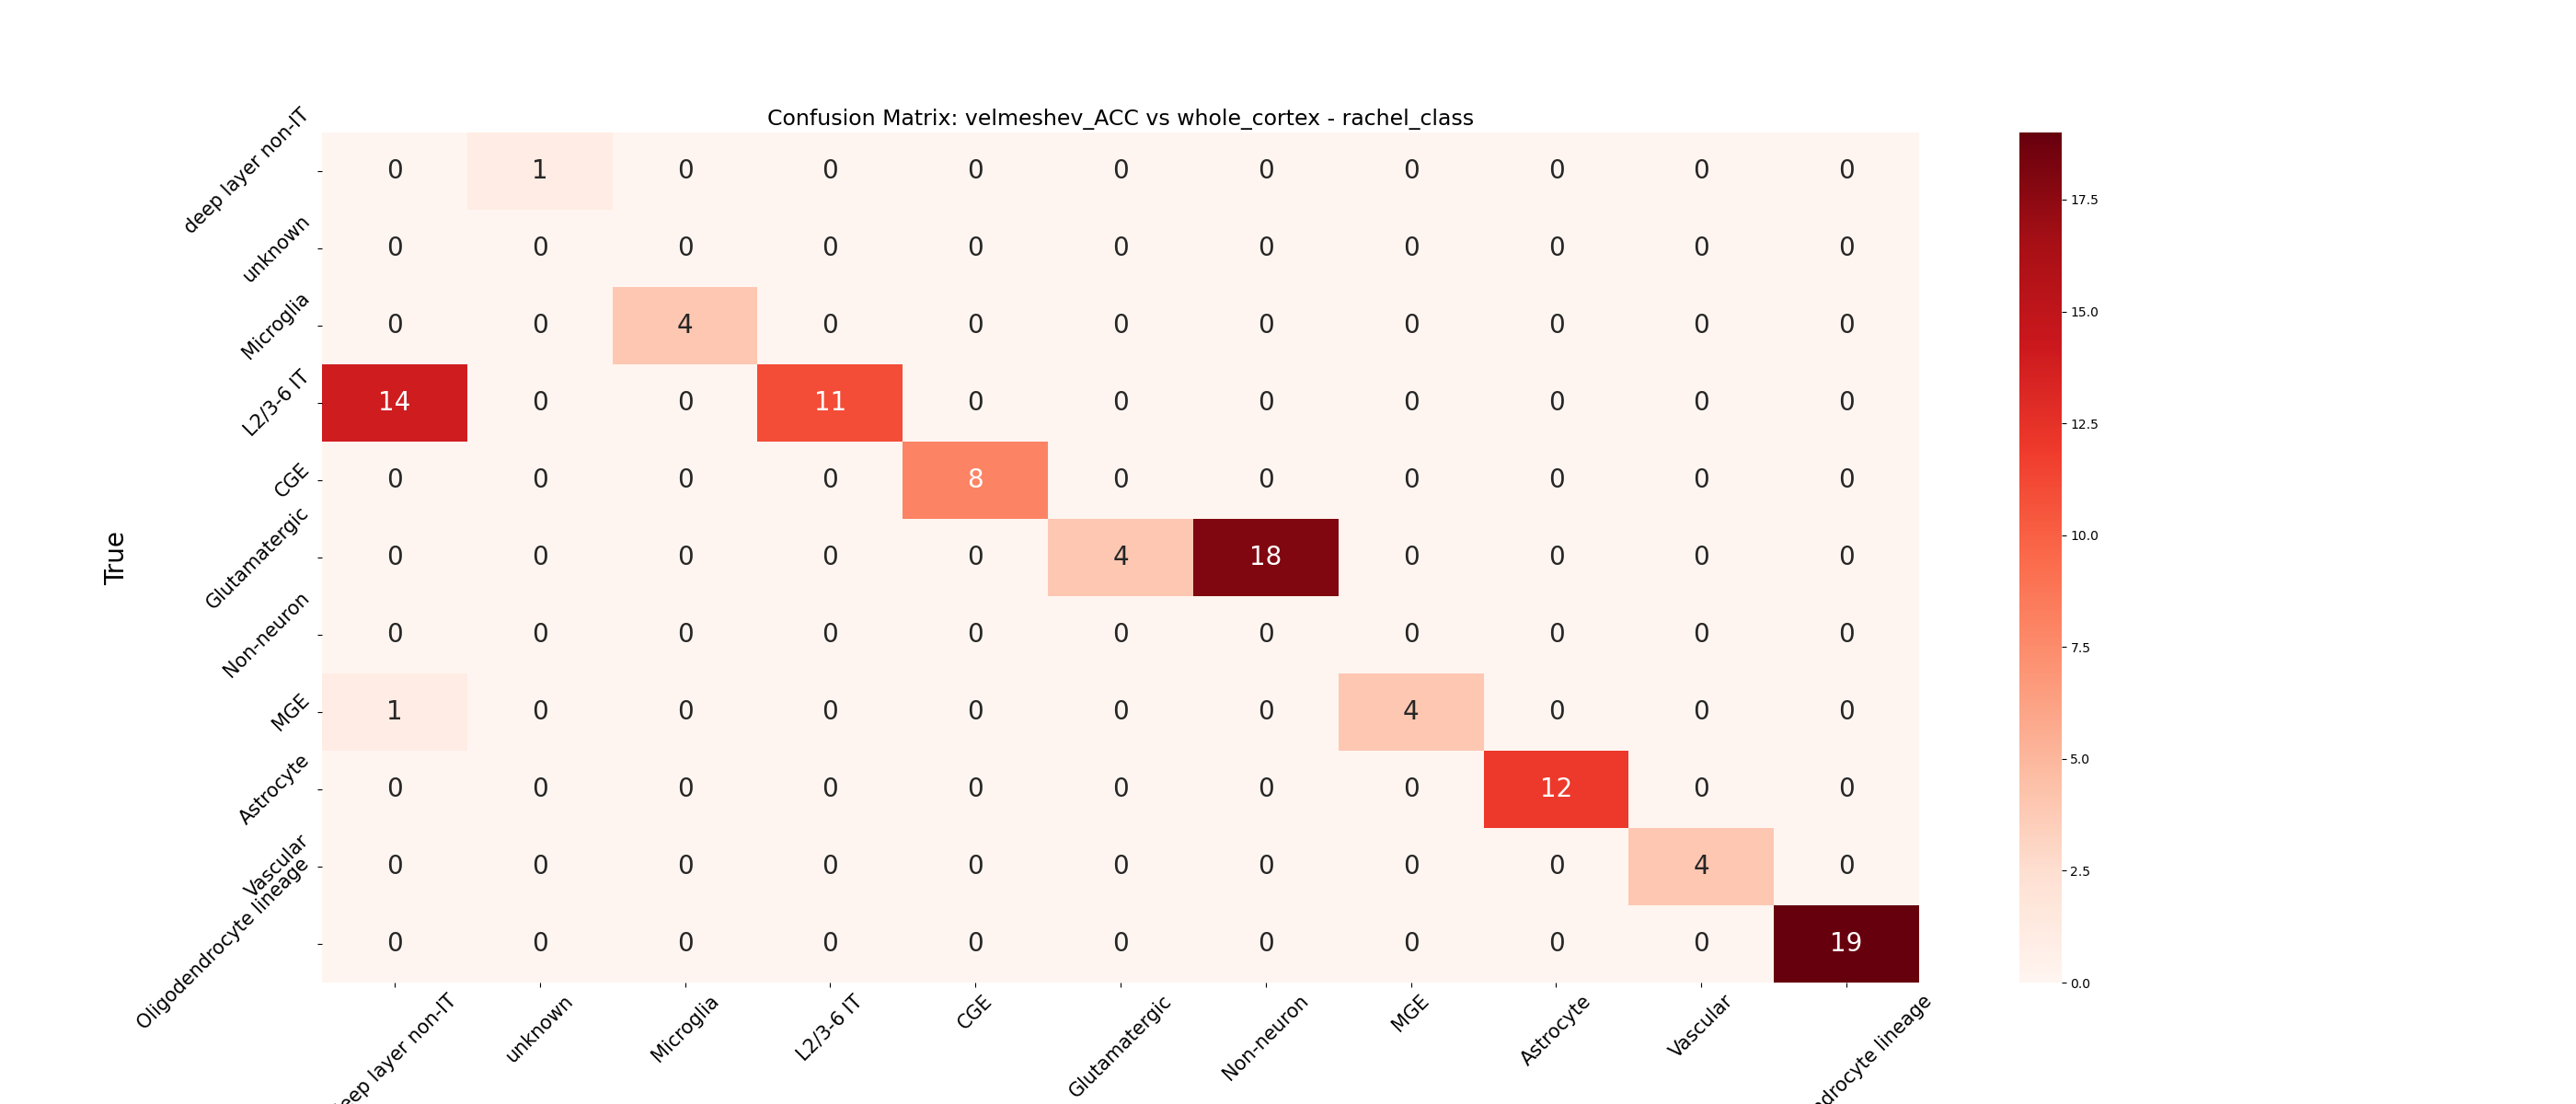 Confusion Matrix: velmeshev_ACC vs whole_cortex - rachel_class
True
deep layer non-IT 0 1 0 0 0 0 0 0 0 0 0
unknown 0 0 0 0 0 0 0 0 0 0 0
Microglia 0 0 4 0 0 0 0 0 0 0 0
L2/3-6 IT 14 0 0 11 0 0 0 0 0 0 0
CGE 0 0 0 0 8 0 0 0 0 0 0
Glutamatergic 0 0 0 0 0 4 18 0 0 0 0
Non-neuron 0 0 0 0 0 0 0 0 0 0 0
MGE 1 0 0 0 0 0 0 4 0 0 0
Astrocyte 0 0 0 0 0 0 0 0 12 0 0
Vascular 0 0 0 0 0 0 0 0 0 4 0
Oligodendrocyte lineage 0 0 0 0 0 0 0 0 0 0 19
layer non-IT
unknown
Microglia
L2/3-6 IT
CGE
Glutamatergic
Non-neuron
MGE
Astrocyte
Vascular
lineage
17.5
15.0
12.5
10.0
7.5
5.0
2.5
0.0